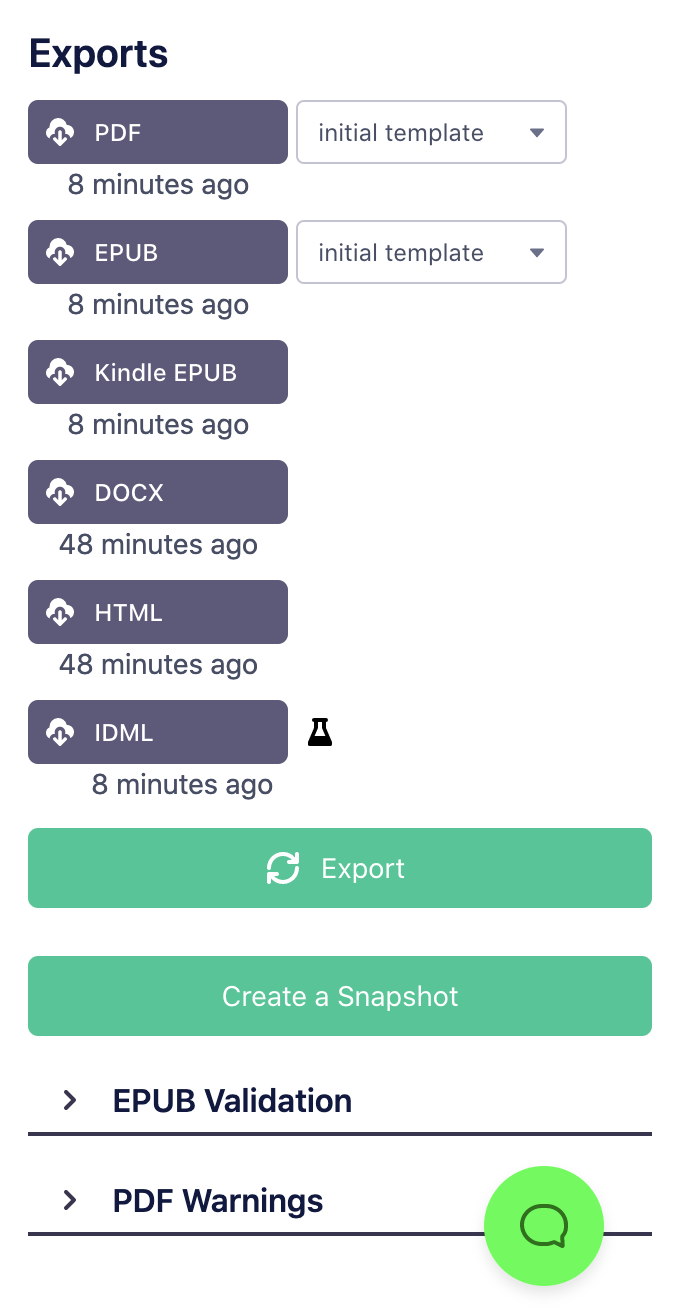 Exports
PDF
initial template
8 minutes ago
EPUB
initial template
8 minutes ago
Kindle EPUB
8 minutes ago
DOCX
48 minutes ago
HTML
48 minutes ago
IDML
8 minutes ago
Export
Create a Snapshot
EPUB Validation
PDF Warnings